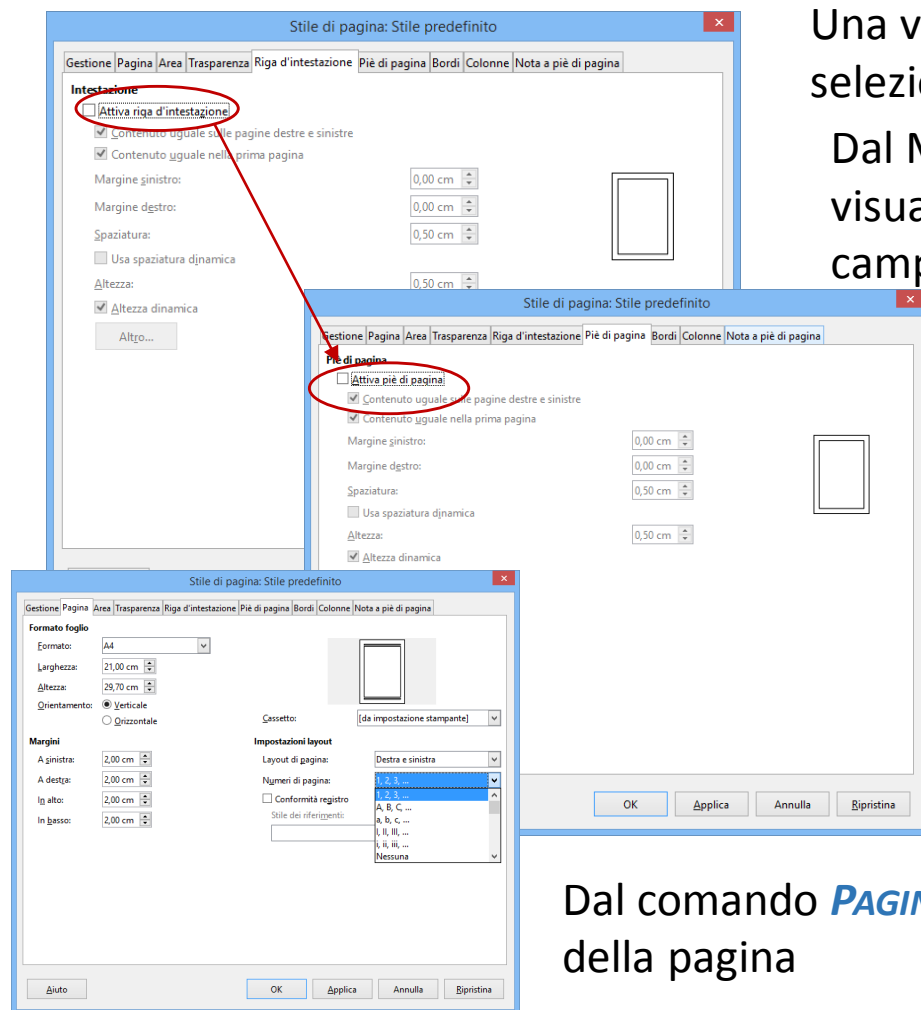 Stile di pagina: Stile predefinito
Gestione Pagina Area Trasparenza Riga d'intestazione Piè di pagina Bordi Colonne Nota a piè di pagina
Intestazione
Attiva riga d'intestazione
Contenuto uguale sulle pagine destre e sinistre
Contenuto uguale nella prima pagina
Margine sinistro: 0,00 cm
Margine destro: 0,00 cm
Spaziatura: 0,50 cm
Usa spaziatura dinamica
Altezza: 0,50 cm
Altezza dinamica
Altro...
Una v
selezi
Dal
visua
camp
Stile di pagina: Stile predefinito
Gestione Pagina Area Trasparenza Riga d'intestazione Piè di pagina Bordi Colonne Nota a piè di pagina
Piè di pagina
Attiva piè di pagina
Contenuto uguale sulle pagine destre e sinistre
Contenuto uguale nella prima pagina
Margine sinistro: 0,00 cm
Margine destro: 0,00 cm
Spaziatura: 0,50 cm
Usa spaziatura dinamica
Altezza: 0,50 cm
Altezza dinamica
OK Applica Annulla Ripristina
Stile di pagina: Stile predefinito
Gestione Pagina Area Trasparenza Riga d'intestazione Piè di pagina Bordi Colonne Nota a piè di pagina
Formato foglio
Formato: A4
Larghezza: 21,00 cm
Altezza: 29,70 cm
Orientamento: Verticale
Orizzontale
Cassetto: [da impostazione stampante]
Margini
A sinistra: 2,00 cm
A destra: 2,00 cm
In alto: 2,00 cm
In basso: 2,00 cm
Impostazioni layout
Layout di pagina: Destra e sinistra
Numeri di pagina: 1, 2, 3, ...
Conformità registro
Stile dei riferimenti:
1, 2, 3, ...
A, B, C, ...
a, b, c, ...
I, II, III, ...
i, ii, iii, ...
Nessuna
Aiuto OK Applica Annulla Ripristina
Dal comando PAGIN
della pagina